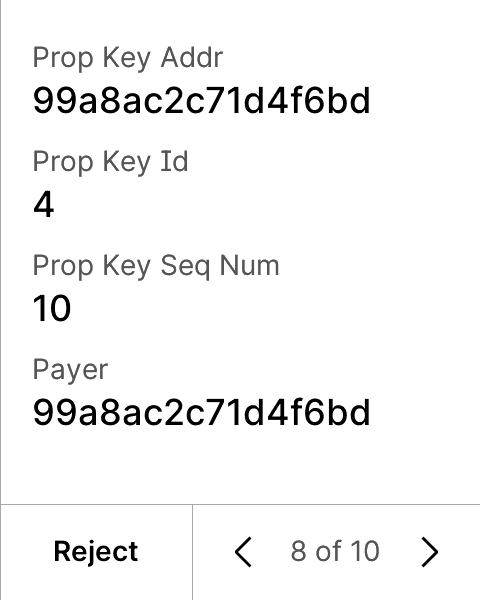 Prop Key Addr
99a8ac2c71d4f6bd
Prop Key Id
4
Prop Key Seq Num
10
Payer
99a8ac2c71d4f6bd
Reject
8 of 10